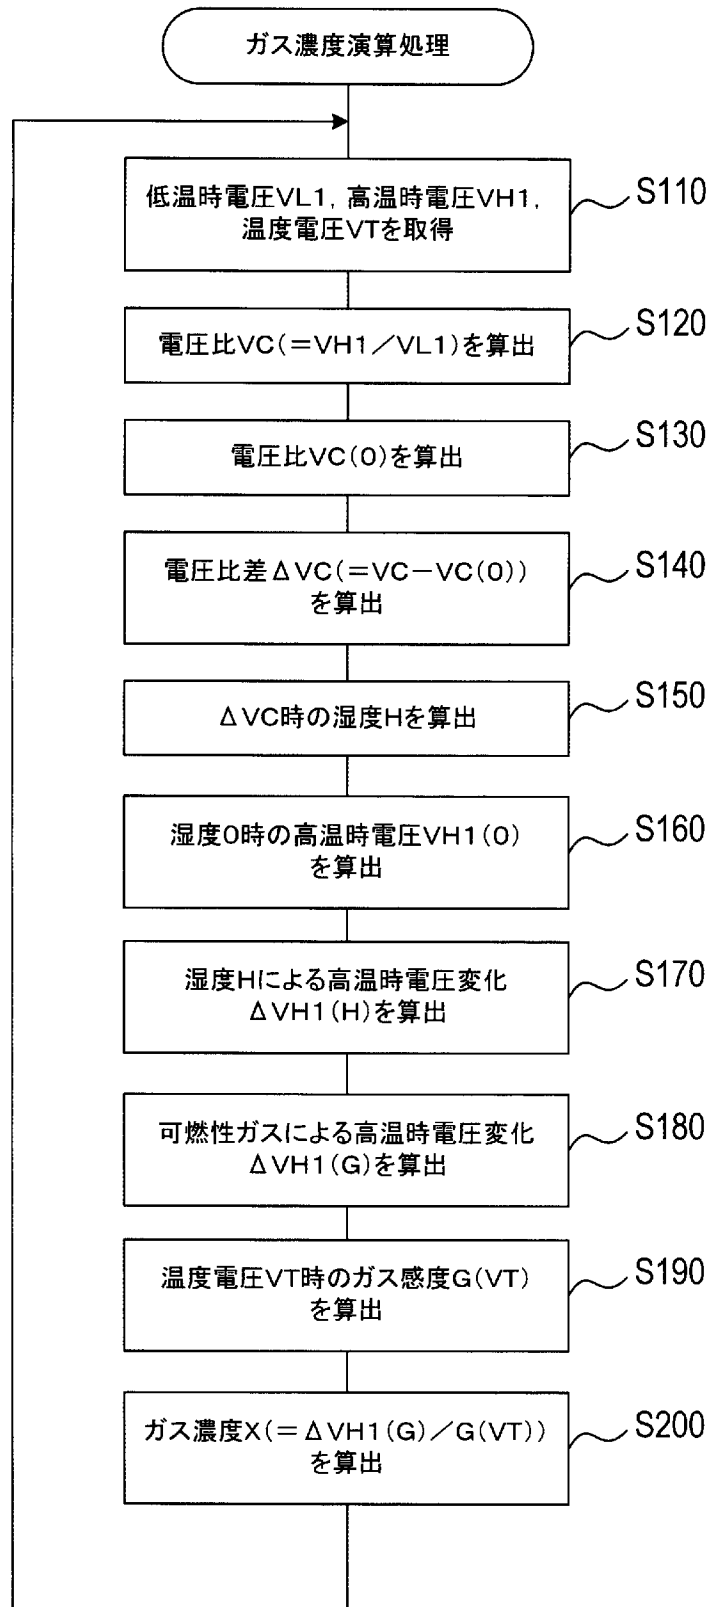 ガス濃度演算処理
低温時電圧VL1，高温時電圧VH1，
温度電圧VTを取得
S110
電圧比VC(=VH1／VL1)を算出
S120
電圧比VC(0)を算出
S130
電圧比差ΔVC(=VC－VC(0))
を算出
S140
ΔVC時の湿度Hを算出
S150
湿度0時の高温時電圧VH1(0)
を算出
S160
湿度Hによる高温時電圧変化
ΔVH1(H)を算出
S170
可燃性ガスによる高温時電圧変化
ΔVH1(G)を算出
S180
温度電圧VT時のガス感度G(VT)
を算出
S190
ガス濃度X(=ΔVH1(G)／G(VT))
を算出
S200